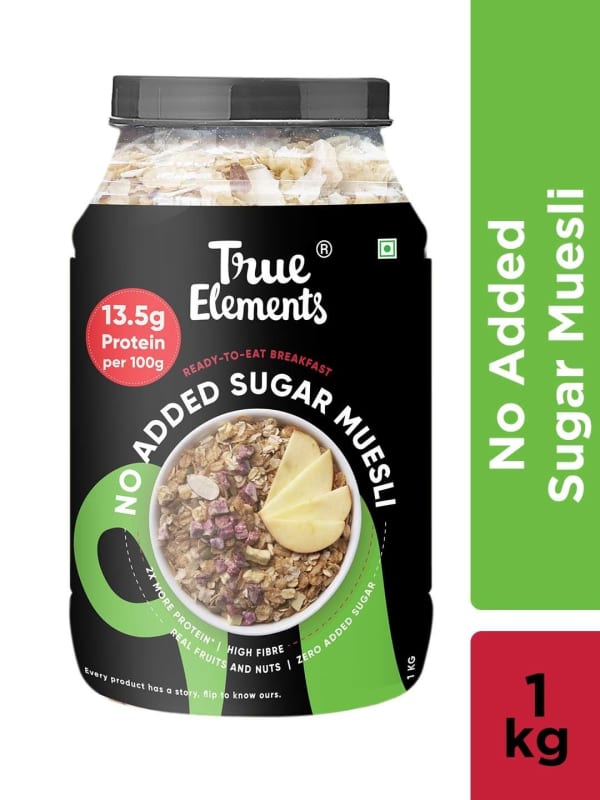 True ®
Elements
13.5g
Protein
per 100g
READY-TO-EAT BREAKFAST
NO ADDED SUGAR MUESLI
2X MORE PROTEIN* | HIGH FIBRE
REAL FRUITS AND NUTS | ZERO ADDED SUGAR
Every product has a story, flip to know ours.
1 KG
No Added
Sugar Muesli
1
kg